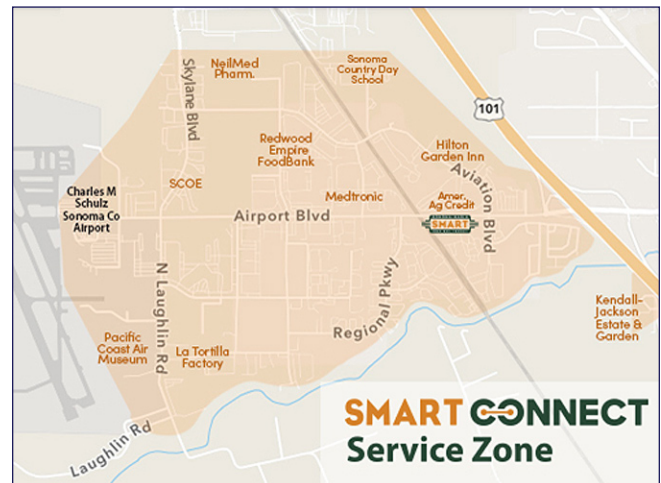 NeilMed
Pharm.
Sonoma
Country Day
School
Skylane Blvd
101
Redwood
Empire
FoodBank
Hilton
Garden Inn
Aviation Blvd
SCOE
Medtronic
Amer.
Ag Credit
Charles M
Schulz
Sonoma Co
Airport
Airport Blvd
SMART
N Laughlin Rd
Regional Pkwy
Kendall-
Jackson
Estate &
Garden
Pacific
Coast Air
Museum
La Tortilla
Factory
Laughlin Rd
SMART CONNECT
Service Zone